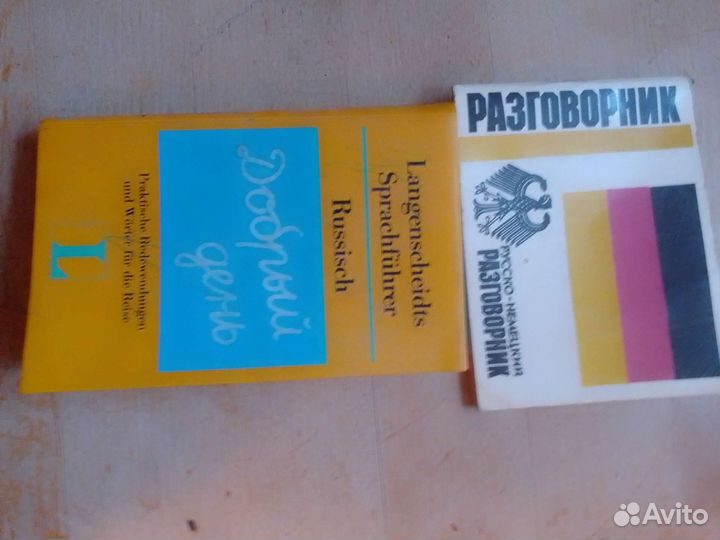 Langenscheidts
Sprachführer
Russisch
Добрый
день
Praktische Redewendungen
und Wörter für die Reise
L
РАЗГОВОРНИК
РУССКО-НЕМЕЦКИЙ
РАЗГОВОРНИК
Avito